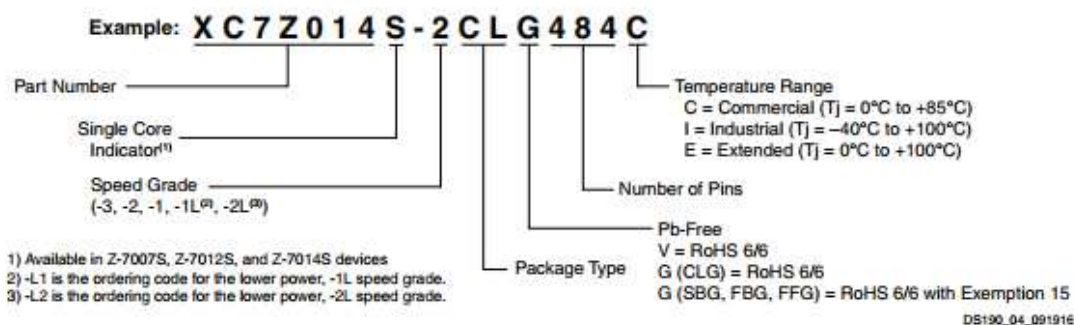 Example: XC7Z014S-2CLG484C
Part Number
Temperature Range
C = Commercial (Tj = 0°C to +85°C)
I = Industrial (Tj = –40°C to +100°C)
E = Extended (Tj = 0°C to +100°C)
Single Core
Indicator(1)
Speed Grade
(-3, -2, -1, -1L(2), -2L(3))
Number of Pins
Pb-Free
V = RoHS 6/6
G (CLG) = RoHS 6/6
G (SBG, FBG, FFG) = RoHS 6/6 with Exemption 15
Package Type
1) Available in Z-7007S, Z-7012S, and Z-7014S devices
2) -L1 is the ordering code for the lower power, -1L speed grade.
3) -L2 is the ordering code for the lower power, -2L speed grade.
DS190_04_091916